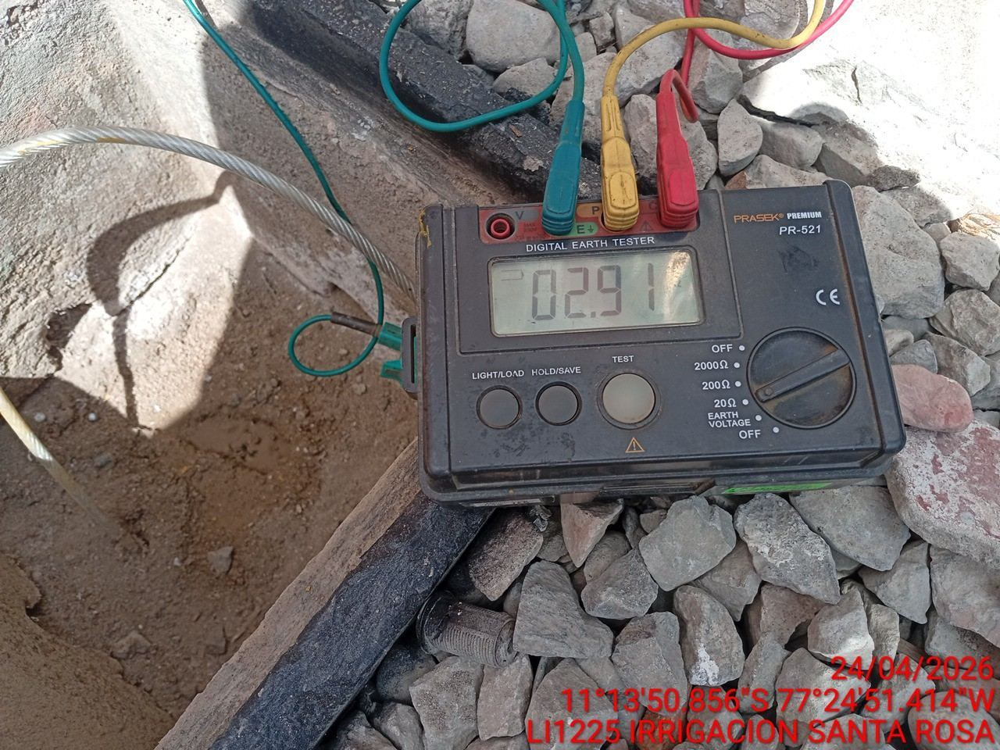 V
P
C
E
PRASEK® PREMIUM
PR-521
DIGITAL EARTH TESTER
02.91
CE
LIGHT/LOAD HOLD/SAVE TEST
OFF
2000Ω
200Ω
20Ω
EARTH
VOLTAGE
OFF
24/04/2026
11°13'50.856"S 77°24'51.414"W
LI1225 IRRIGACION SANTA ROSA